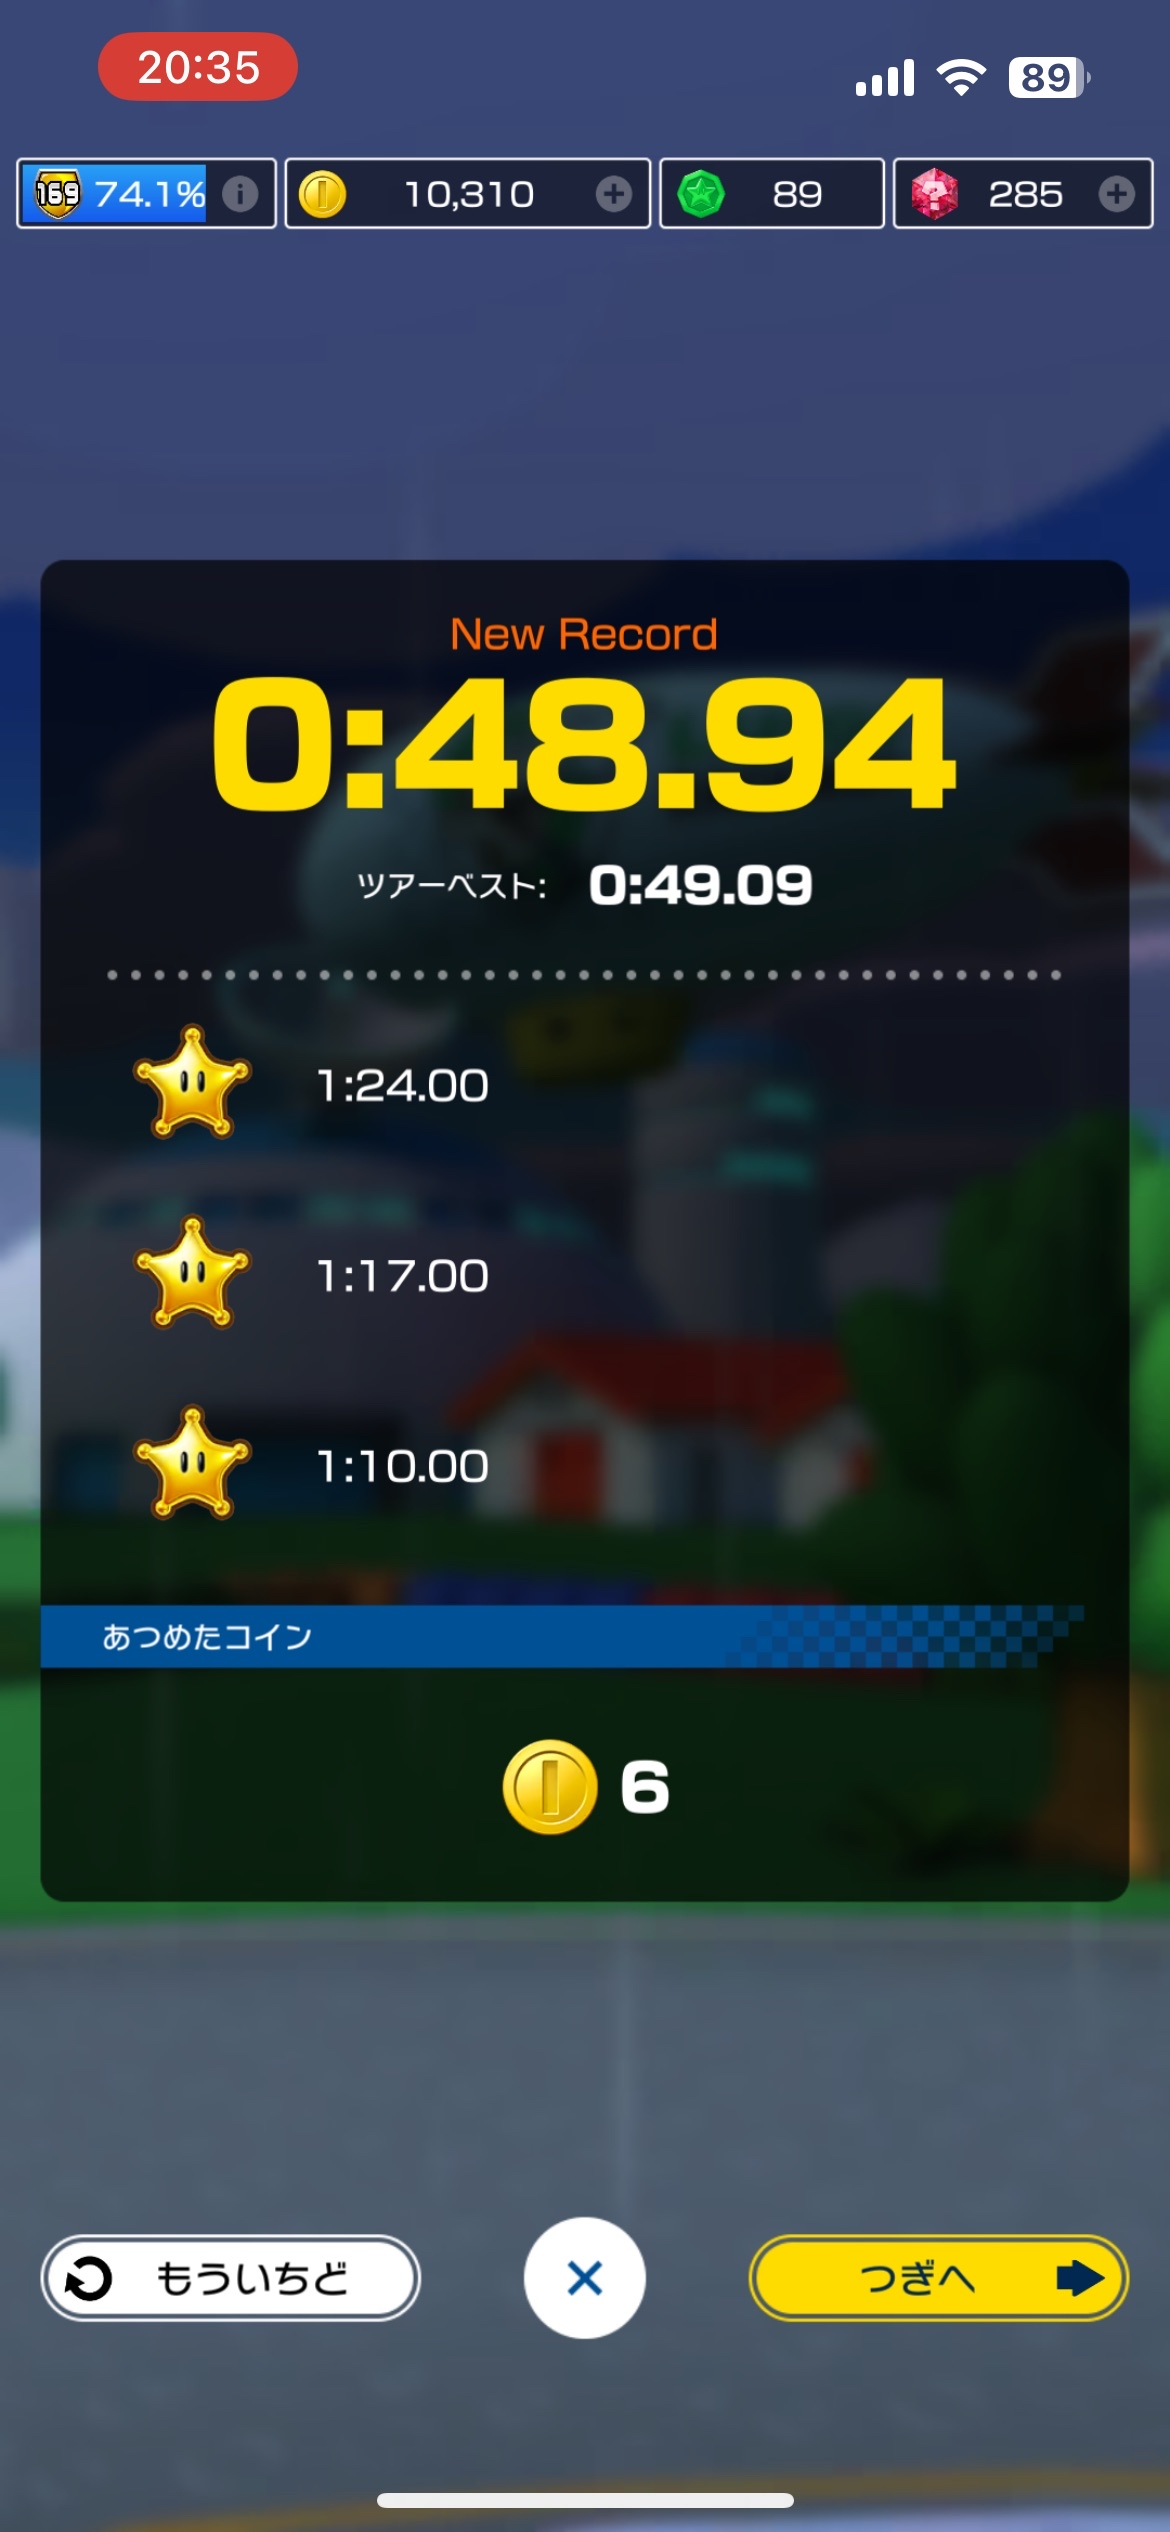 20:35
89
169 74.1% i
10,310 +
89
285 +
New Record
0:48.94
ツアーベスト: 0:49.09
1:24.00
1:17.00
1:10.00
あつめたコイン
6
もういちど
×
つぎへ